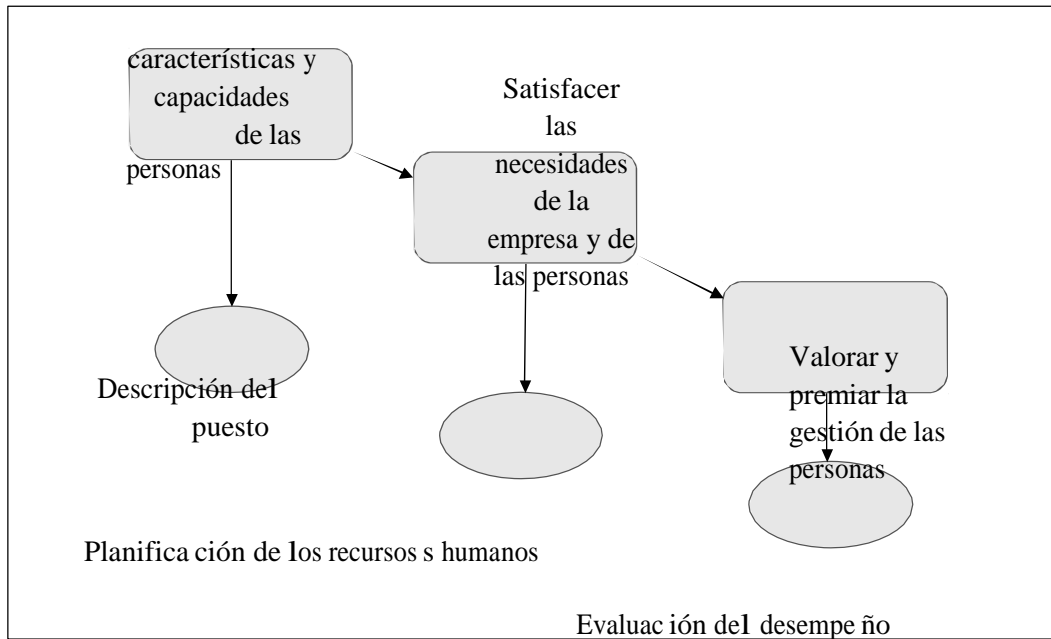 características y
capacidades
de las
personas
Satisfacer
las
necesidades
de la
empresa y de
las personas
Valorar y
premiar la
gestión de las
personas
Descripción del
puesto
Planifica ción de los recursos s humanos
Evaluac ión del desempe ño